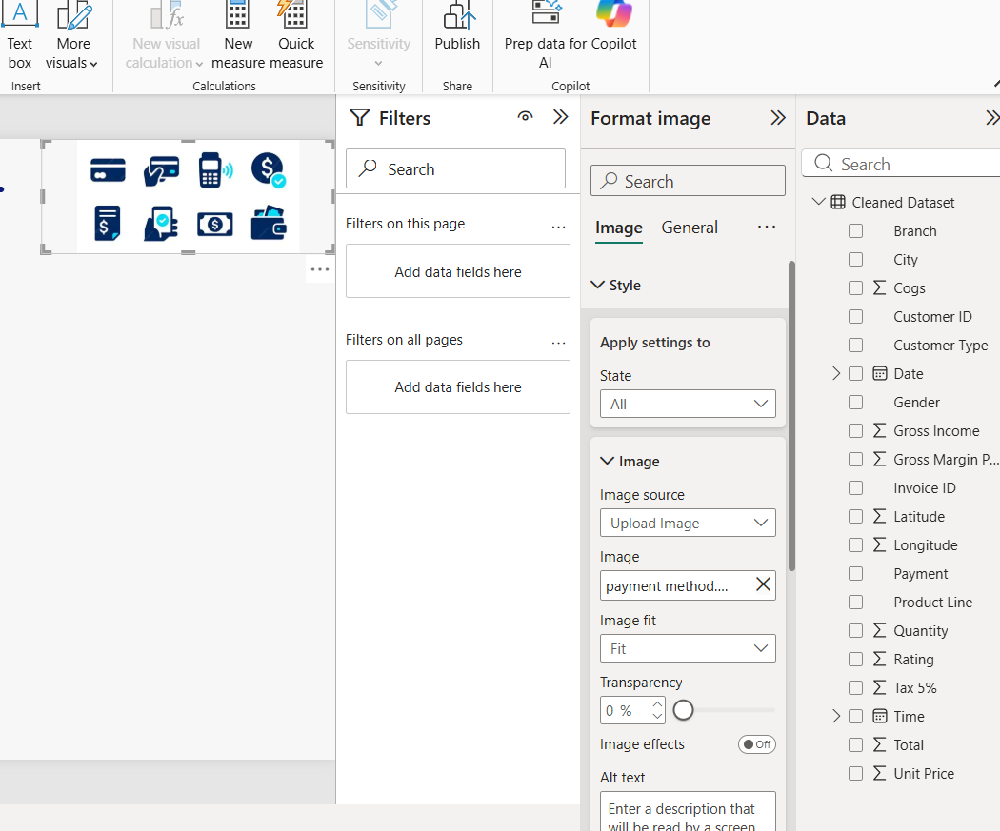 Text
box
More
visuals
New visual
calculation
New
measure
Quick
measure
Sensitivity
Publish
Prep data for
AI
Copilot
Insert
Calculations
Sensitivity
Share
Copilot
Filters
Search
Filters on this page
...
Add data fields here
Filters on all pages
...
Add data fields here
Format image
Search
Image
General
...
Style
Apply settings to
State
All
Image
Image source
Upload Image
Image
payment method....
Image fit
Fit
Transparency
0 %
Image effects
Off
Alt text
Enter a description that
will be read by a screen
Data
Search
Cleaned Dataset
Branch
City
Σ Cogs
Customer ID
Customer Type
Date
Gender
Σ Gross Income
Σ Gross Margin P...
Invoice ID
Σ Latitude
Σ Longitude
Payment
Product Line
Σ Quantity
Σ Rating
Σ Tax 5%
Time
Σ Total
Σ Unit Price